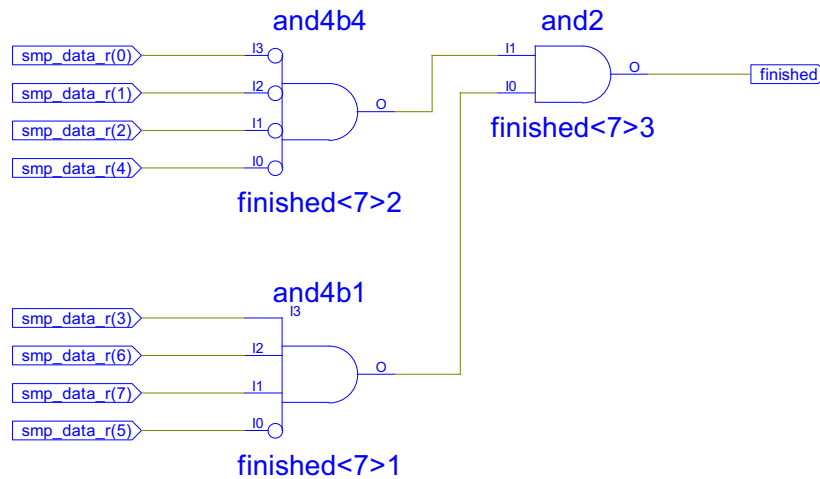 and4b4
and2
smp_data_r(0)
I3
smp_data_r(1)
I2
smp_data_r(2)
I1
smp_data_r(4)
I0
O
finished<7>2
I1
I0
O
finished
finished<7>3
and4b1
smp_data_r(3)
I3
smp_data_r(6)
I2
smp_data_r(7)
I1
smp_data_r(5)
I0
O
finished<7>1